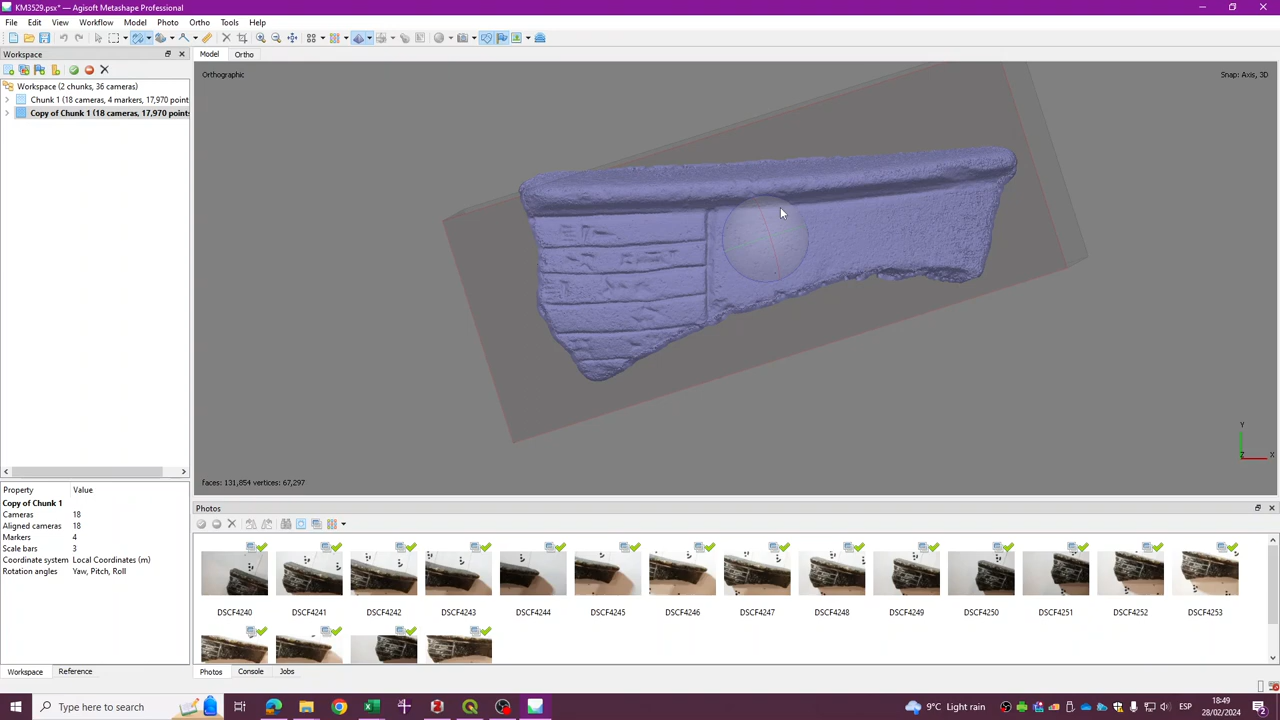 KM3529.psx* — Agisoft Metashape Professional
File Edit View Workflow Model Photo Ortho Tools Help
Workspace
Model Ortho
Orthographic
Snap: Axis, 3D
Workspace (2 chunks, 36 cameras)
Chunk 1 (18 cameras, 4 markers, 17,970 point
Copy of Chunk 1 (18 cameras, 17,970 points
Y
X
Z
faces: 131,854 vertices: 67,297
Property Value
Copy of Chunk 1
Cameras 18
Aligned cameras 18
Markers 4
Scale bars 3
Coordinate system Local Coordinates (m)
Rotation angles Yaw, Pitch, Roll
Photos
DSCF4240 DSCF4241 DSCF4242 DSCF4243 DSCF4244 DSCF4245 DSCF4246 DSCF4247 DSCF4248 DSCF4249 DSCF4250 DSCF4251 DSCF4252 DSCF4253
Workspace Reference
Photos Console Jobs
Type here to search
9°C Light rain
ESP
18:49
28/02/2024
2